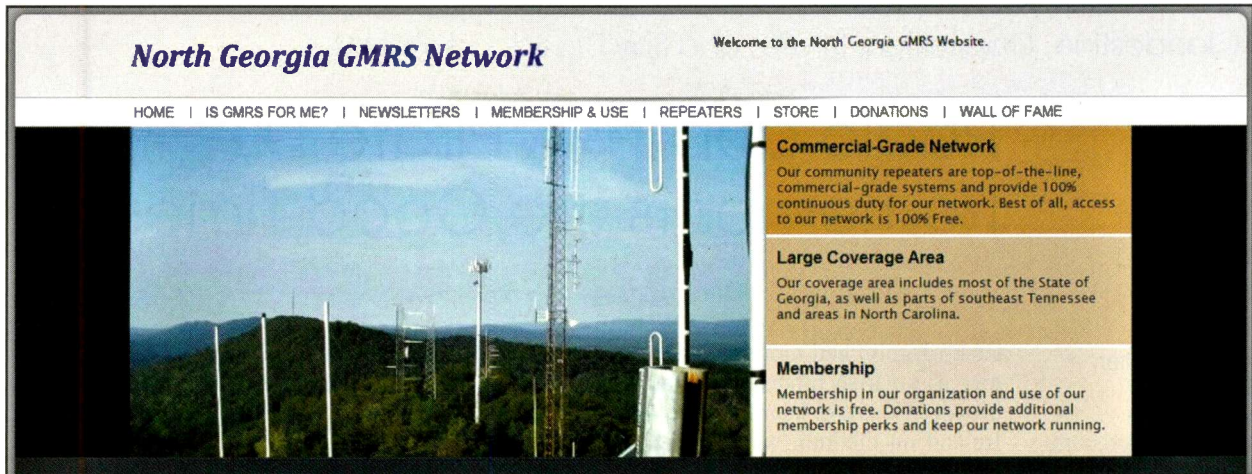 North Georgia GMRS Network
Welcome to the North Georgia GMRS Website.
HOME | IS GMRS FOR ME? | NEWSLETTERS | MEMBERSHIP & USE | REPEATERS | STORE | DONATIONS | WALL OF FAME
Commercial-Grade Network
Our community repeaters are top-of-the-line,
commercial-grade systems and provide 100%
continuous duty for our network. Best of all, access
to our network is 100% Free.
Large Coverage Area
Our coverage area includes most of the State of
Georgia, as well as parts of southeast Tennessee
and areas in North Carolina.
Membership
Membership in our organization and use of our
network is free. Donations provide additional
membership perks and keep our network running.